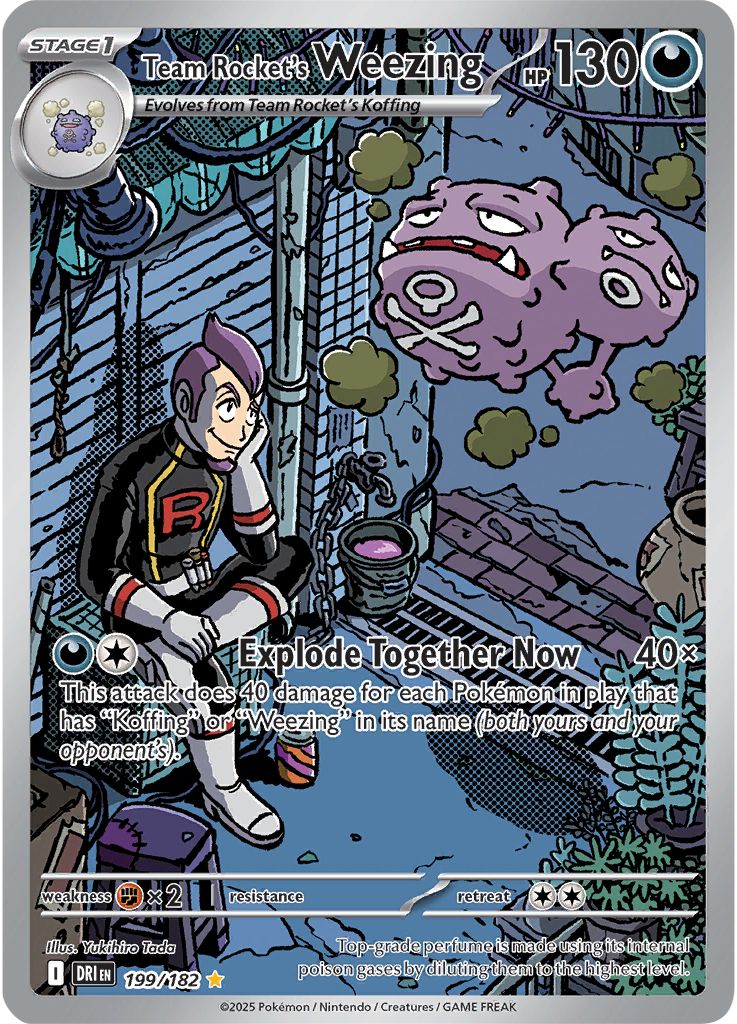 STAGE1
Team Rocket's Weezing HP 130
Evolves from Team Rocket's Koffing
R
Explode Together Now 40×
This attack does 40 damage for each Pokémon in play that
has “Koffing” or “Weezing” in its name (both yours and your
opponent's).
weakness × 2 resistance retreat
Illus. Yukihiro Tada
Top-grade perfume is made using its internal
poison gases by diluting them to the highest level.
I DRI EN 199/182
©2025 Pokémon / Nintendo / Creatures / GAME FREAK